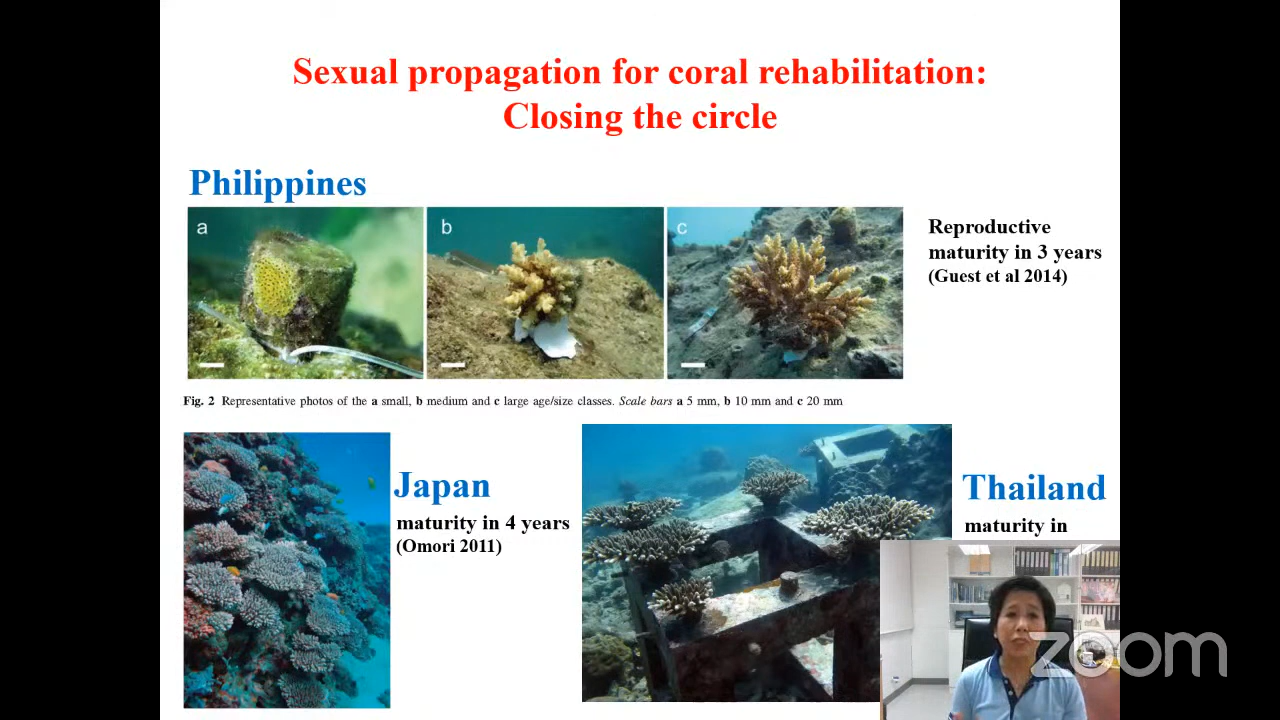 Sexual propagation for coral rehabilitation:
Closing the circle
Philippines
a
b
c
Reproductive
maturity in 3 years
(Guest et al 2014)
Fig. 2 Representative photos of the a small, b medium and c large age/size classes. Scale bars a 5 mm, b 10 mm and c 20 mm
Japan
maturity in 4 years
(Omori 2011)
Thailand
maturity in
zoom